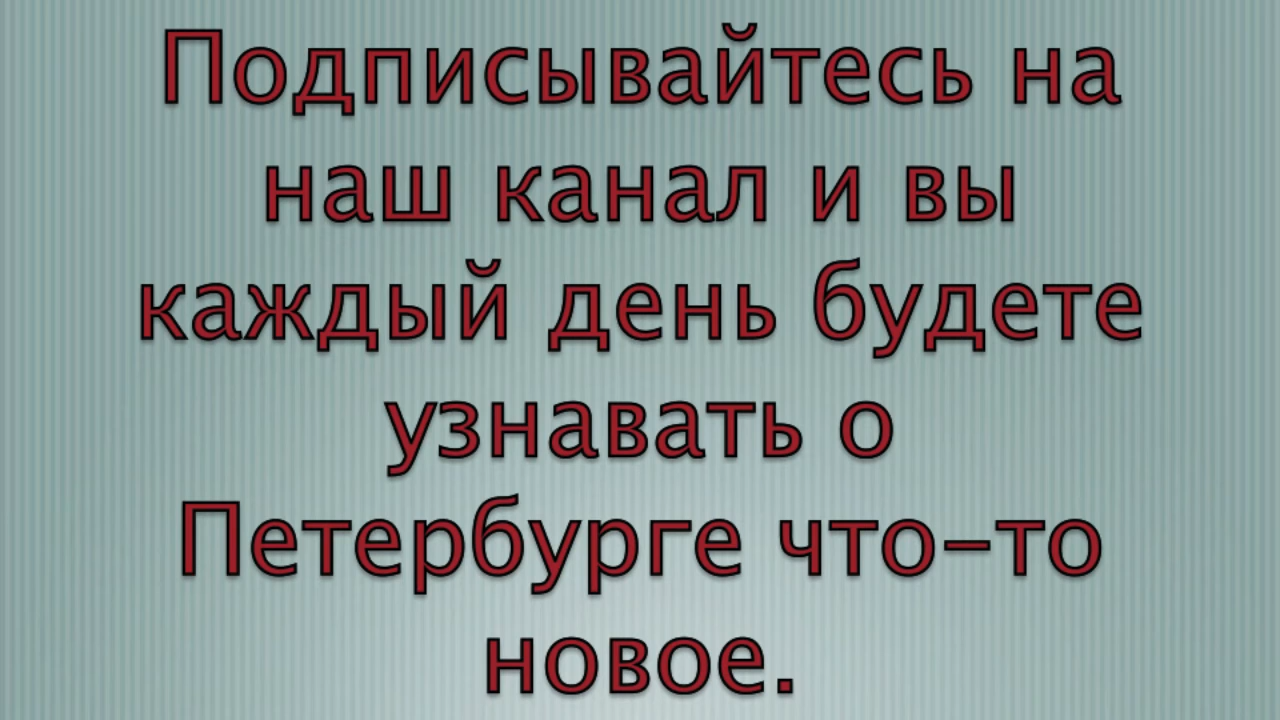 Подписывайтесь на
наш канал и вы
каждый день будете
узнавать о
Петербурге что-то
новое.